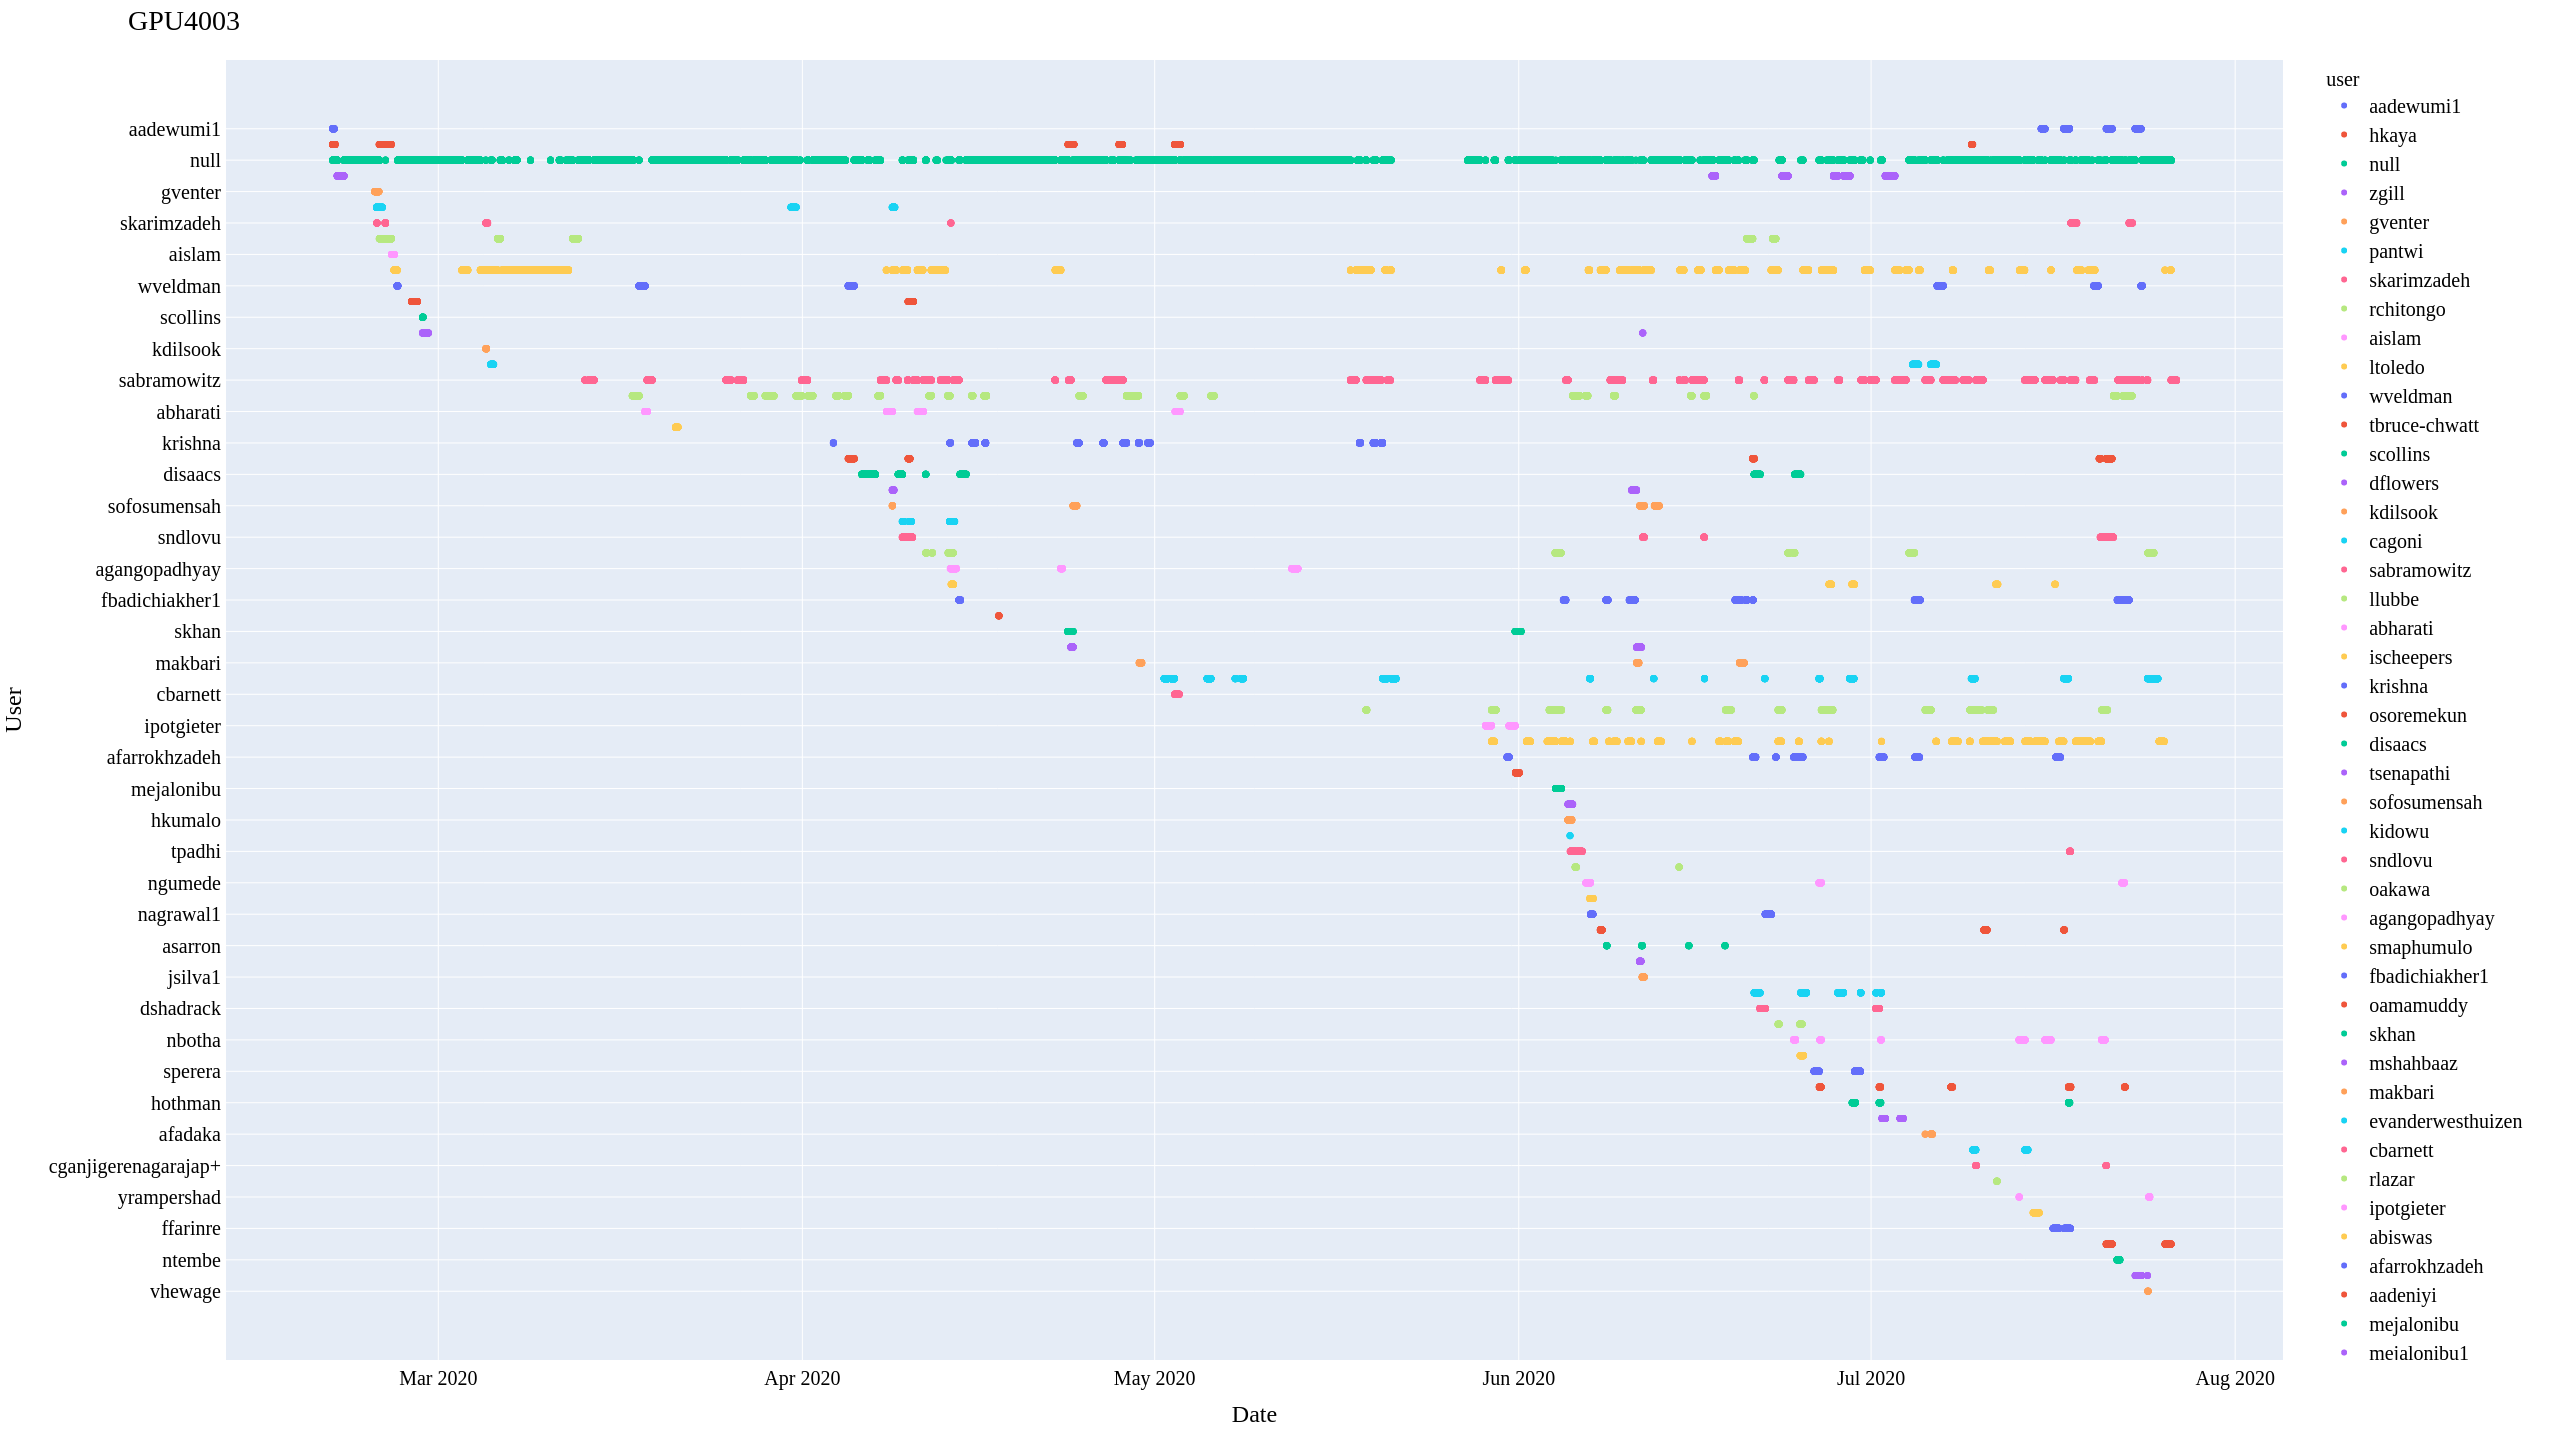 GPU4003
aadewumi1
null
gventer
skarimzadeh
aislam
wveldman
scollins
kdilsook
sabramowitz
abharati
krishna
disaacs
sofosumensah
sndlovu
agangopadhyay
fbadichiakher1
skhan
makbari
cbarnett
ipotgieter
afarrokhzadeh
mejalonibu
hkumalo
tpadhi
ngumede
nagrawal1
asarron
jsilva1
dshadrack
nbotha
sperera
hothman
afadaka
cganjigerenagarajap+
yrampershad
ffarinre
ntembe
vhewage
User
Mar 2020
Apr 2020
May 2020
Jun 2020
Jul 2020
Aug 2020
Date
user
aadewumi1
hkaya
null
zgill
gventer
pantwi
skarimzadeh
rchitongo
aislam
ltoledo
wveldman
tbruce-chwatt
scollins
dflowers
kdilsook
cagoni
sabramowitz
llubbe
abharati
ischeepers
krishna
osoremekun
disaacs
tsenapathi
sofosumensah
kidowu
sndlovu
oakawa
agangopadhyay
smaphumulo
fbadichiakher1
oamamuddy
skhan
mshahbaaz
makbari
evanderwesthuizen
cbarnett
rlazar
ipotgieter
abiswas
afarrokhzadeh
aadeniyi
mejalonibu
mejalonibu1